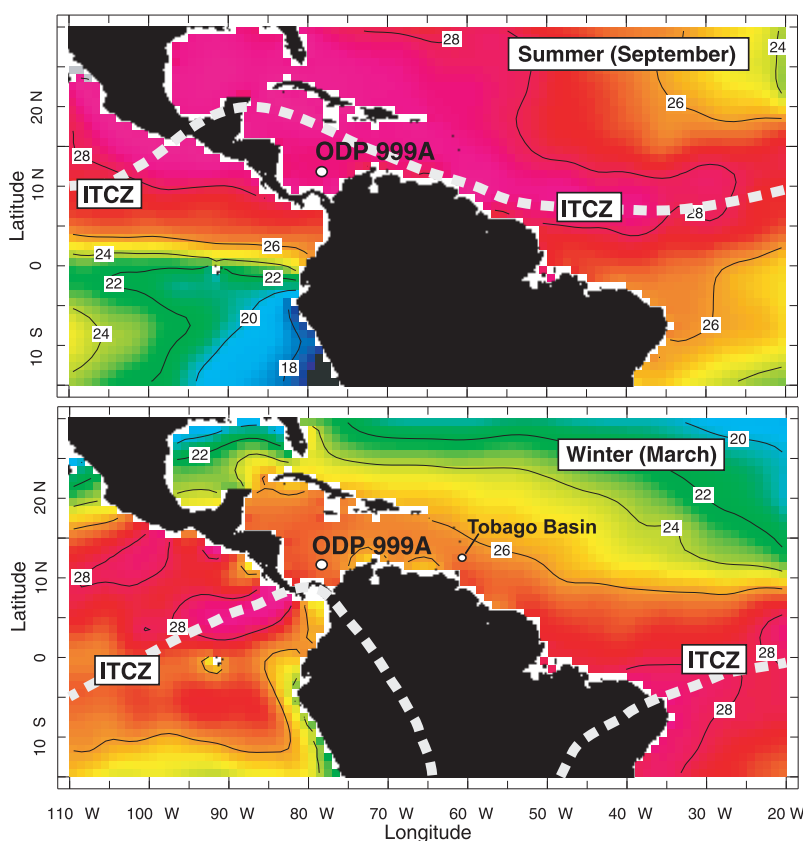 28
Summer (September)
24
26
20 N
ODP 999A
28
10 N
ITCZ
ITCZ
28
Latitude
26
0
24
22
22
20
24
26
10 S
18
22
20
Winter (March)
22
20 N
24
Tobago Basin
ODP 999A
26
28
10 N
28
Latitude
ITCZ
ITCZ
28
0
28
10 S
110 W 100 W 90 W 80 W 70 W 60 W 50 W 40 W 30 W 20 W
Longitude